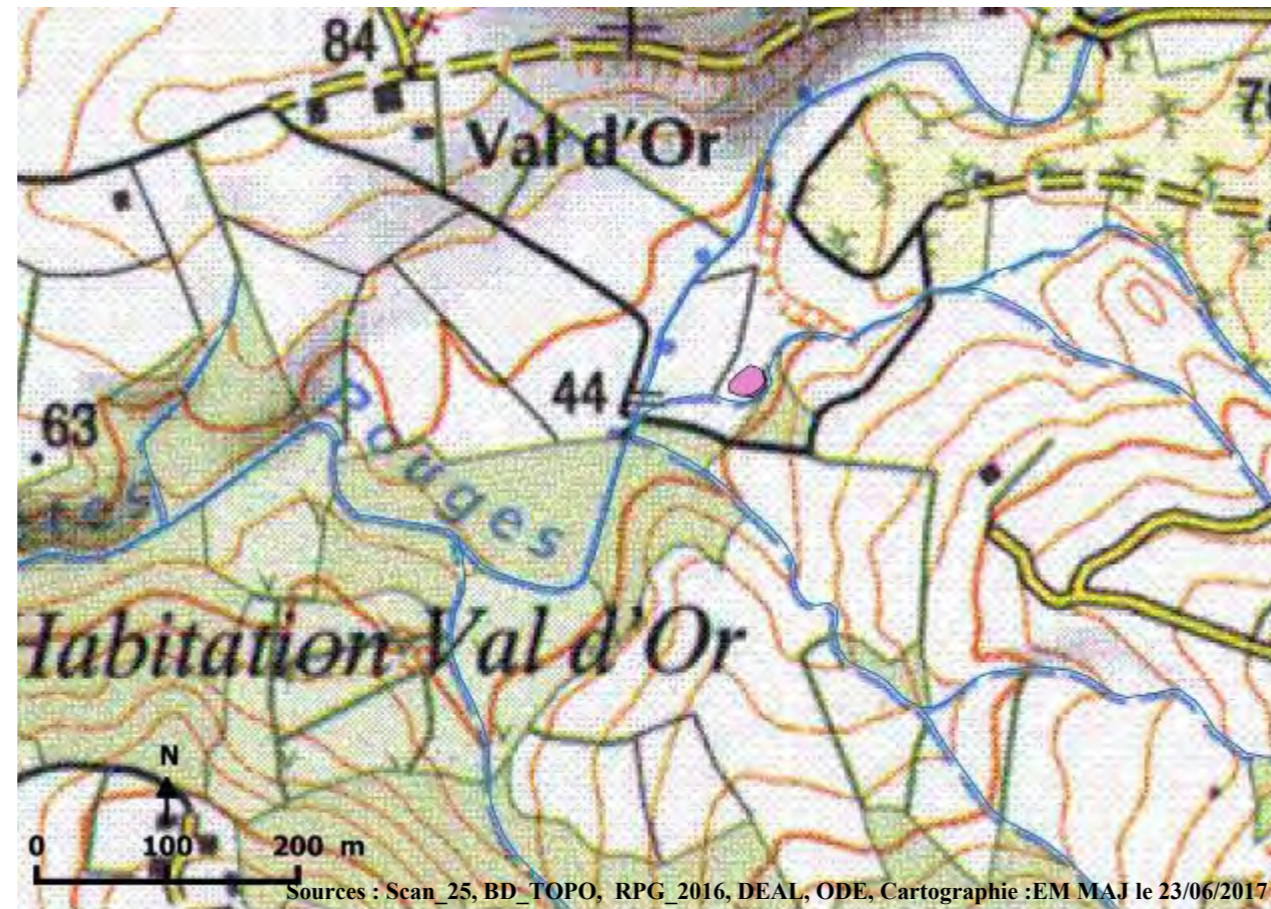 84
Val d'Or
44
63
Rouges
Habitation Val d'Or
N
0 100 200 m
Sources : Scan_25, BD_TOPO, RPG_2016, DEAL, ODE, Cartographie :EM MAJ le 23/06/2017